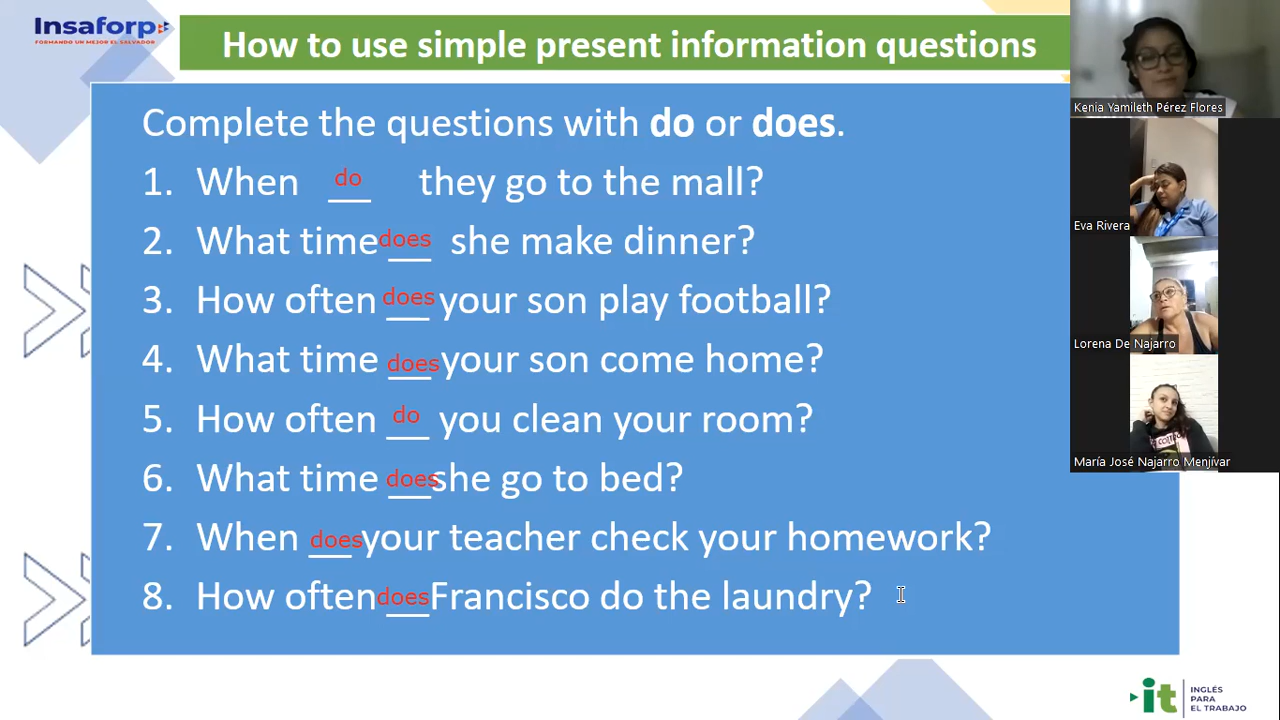 Insaforp
FORMANDO UN MEJOR EL SALVADOR
How to use simple present information questions
Complete the questions with do or does.
1. When do they go to the mall?
2. What time does she make dinner?
3. How often does your son play football?
4. What time does your son come home?
5. How often do you clean your room?
6. What time does she go to bed?
7. When does your teacher check your homework?
8. How often does Francisco do the laundry?
Kenia Yamileth Pérez Flores
Eva Rivera
Lorena De Najarro
María José Najarro Menjívar
it
INGLÉS
PARA
EL TRABAJO